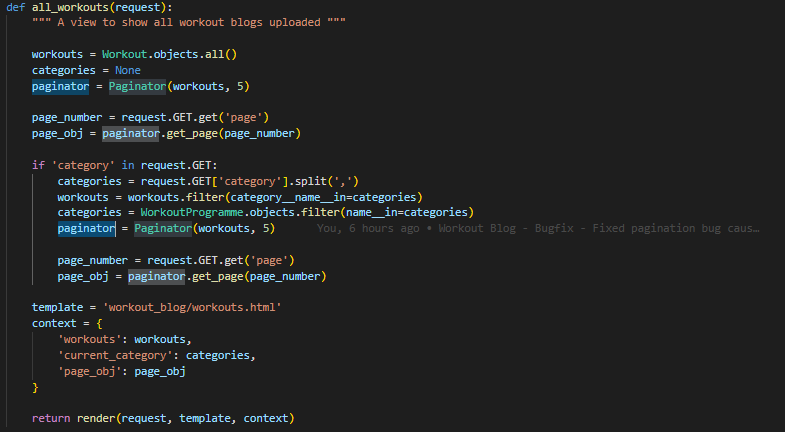 def all_workouts(request):
    """ A view to show all workout blogs uploaded """
    workouts = Workout.objects.all()
    categories = None
    paginator = Paginator(workouts, 5)
    page_number = request.GET.get('page')
    page_obj = paginator.get_page(page_number)
    if 'category' in request.GET:
        categories = request.GET['category'].split(',')
        workouts = workouts.filter(category__name__in=categories)
        categories = WorkoutProgramme.objects.filter(name__in=categories)
        paginator = Paginator(workouts, 5)      You, 6 hours ago • Workout Blog - Bugfix - Fixed pagination bug caus…
        page_number = request.GET.get('page')
        page_obj = paginator.get_page(page_number)
    template = 'workout_blog/workouts.html'
    context = {
        'workouts': workouts,
        'current_category': categories,
        'page_obj': page_obj
    }
    return render(request, template, context)